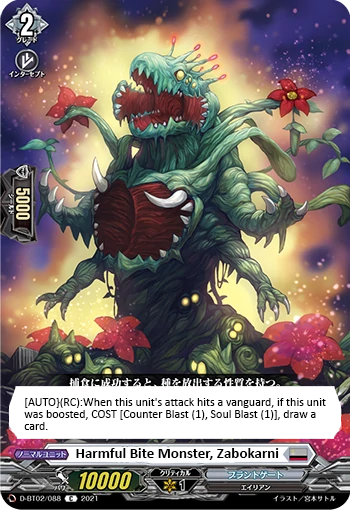 2
グレード
インターセプト
5000
シールド
捕食に成功すると、種を放出する性質を持つ。
[AUTO](RC):When this unit's attack hits a vanguard, if this unit
was boosted, COST [Counter Blast (1), Soul Blast (1)], draw a
card.
ノーマルユニット
Harmful Bite Monster, Zabokarni
パワー
10000
クリティカル
1
ブラントゲート
エイリアン
D-BT02/088 C 2021
イラスト/宮本サトル